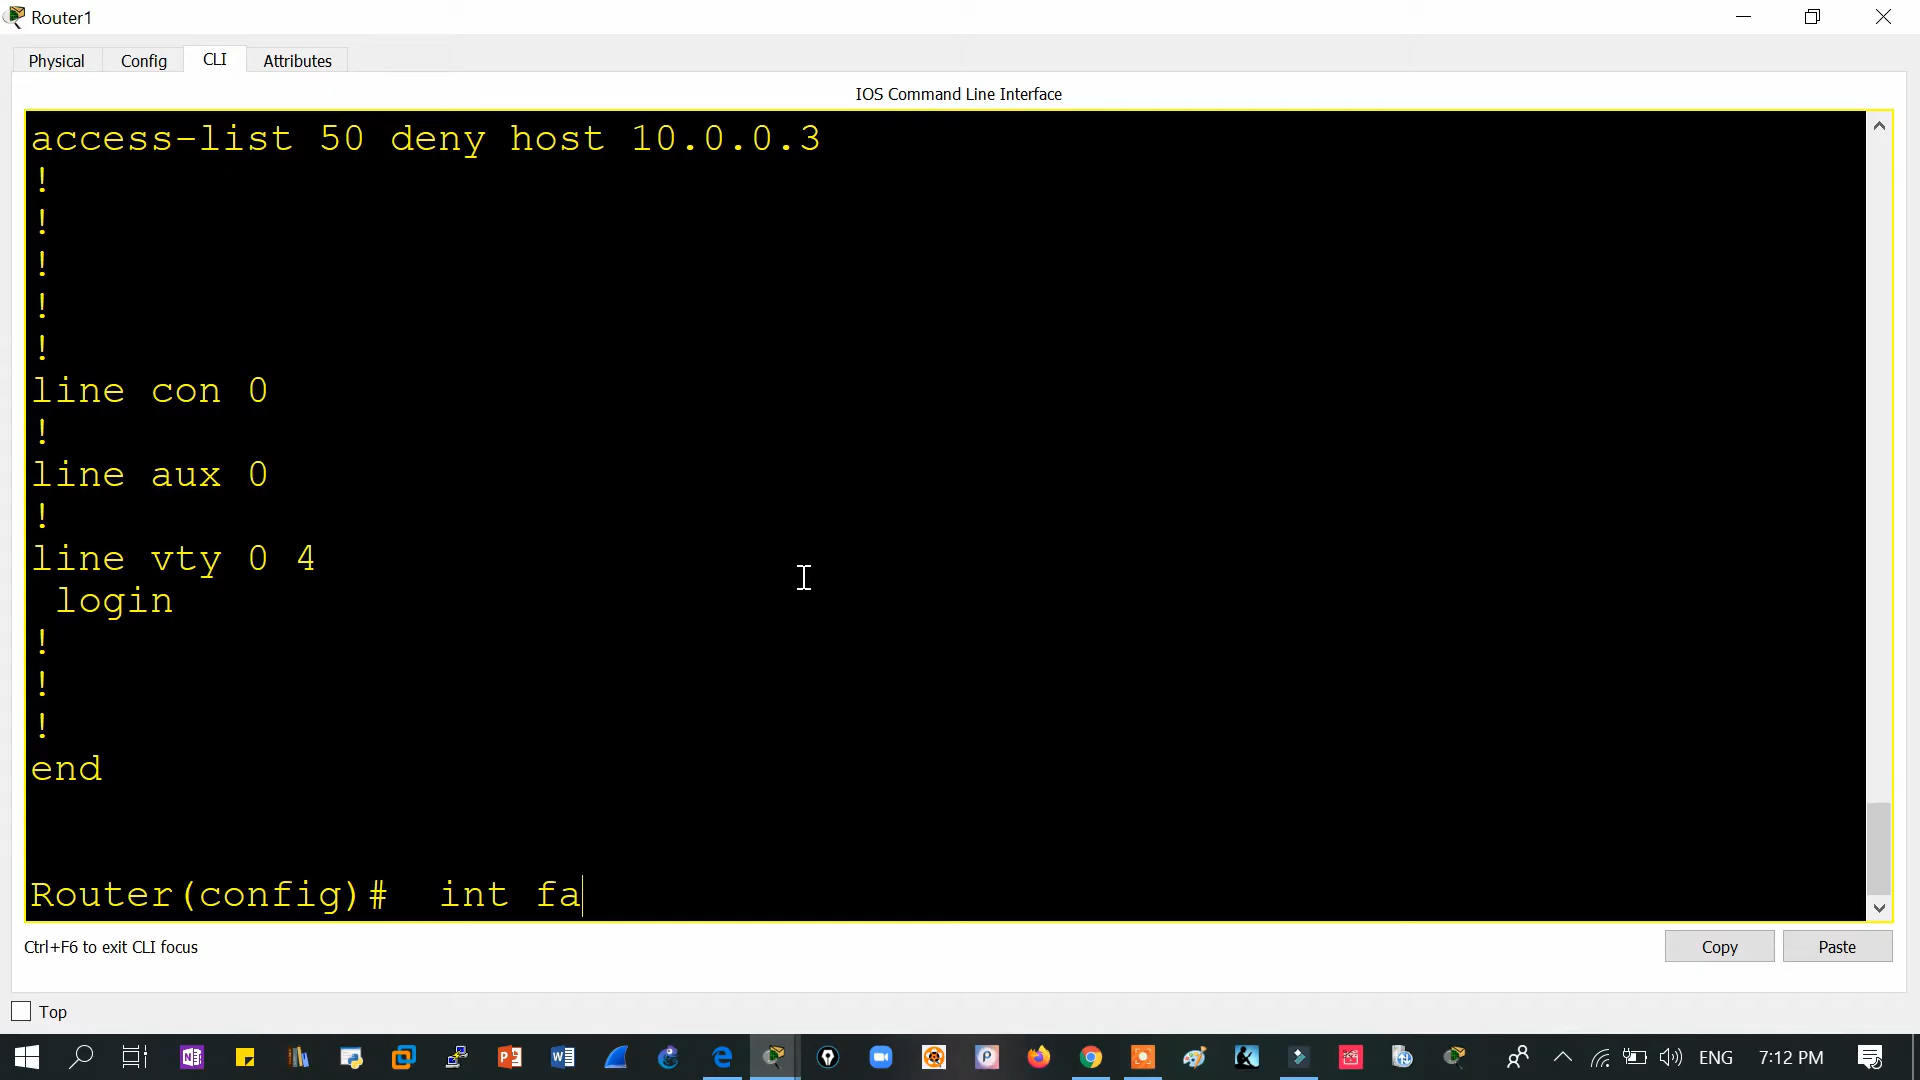 Router1
Physical Config CLI Attributes
IOS Command Line Interface
access-list 50 deny host 10.0.0.3
!
!
!
!
!
line con 0
!
line aux 0
!
line vty 0 4
login
!
!
!
end
Router(config)#  int fa
Ctrl+F6 to exit CLI focus
Copy Paste
Top
ENG 7:12 PM